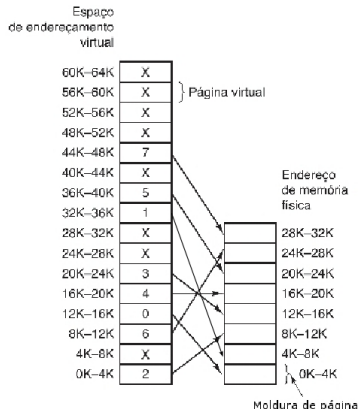 Espaço
de endereçamento
virtual
60K–64K X
56K–60K X Página virtual
52K–56K X
48K–52K X
44K–48K 7
40K–44K X
36K–40K 5
32K–36K 1
28K–32K X
24K–28K X
20K–24K 3
16K–20K 4
12K–16K 0
8K–12K 6
4K–8K X
0K–4K 2
Endereço
de memória
física
28K–32K
24K–28K
20K–24K
16K–20K
12K–16K
8K–12K
4K–8K
0K–4K
Moldura de página